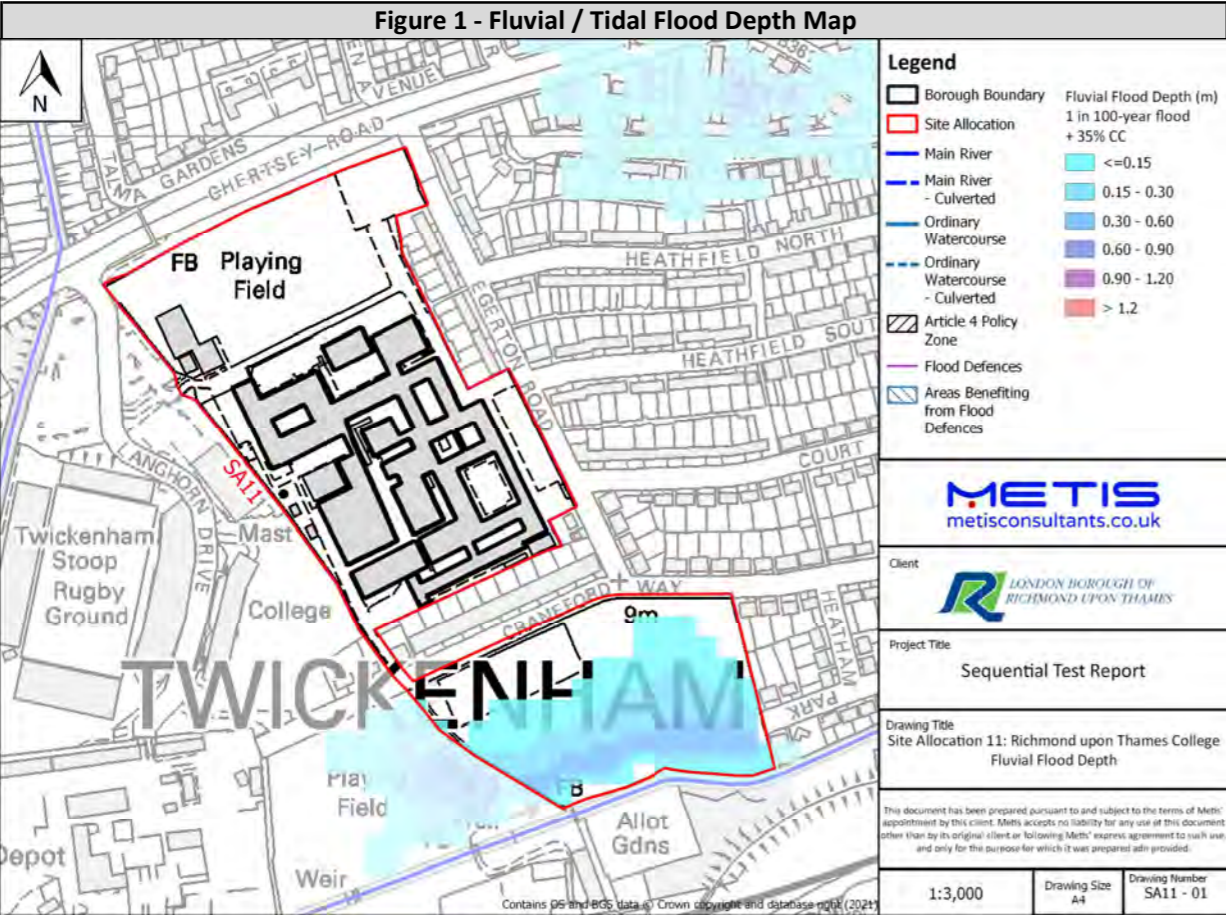 Figure 1 - Fluvial / Tidal Flood Depth Map
N
EN AVENUE
TALMA GARDENS
CHERTSEY ROAD
FB Playing
Field
EGERTON ROAD
HEATHFIELD NORTH
HEATHFIELD SOUT
COURT
LANGHORN DRIVE
SA11
Mast
Twickenham
Stoop
Rugby
Ground
College
CRANEFORD WAY
9m
HEATHAM
PARK
TWICKENHAM
Play
Field
FB
Allot
Gdns
Depot
Weir
Contains OS and BGS data © Crown copyright and database right (2021)
Legend
Borough Boundary
Site Allocation
Main River
Main River
- Culverted
Ordinary
Watercourse
Ordinary
Watercourse
- Culverted
Article 4 Policy
Zone
Flood Defences
Areas Benefiting
from Flood
Defences
Fluvial Flood Depth (m)
1 in 100-year flood
+ 35% CC
<=0.15
0.15 - 0.30
0.30 - 0.60
0.60 - 0.90
0.90 - 1.20
> 1.2
METIS
metisconsultants.co.uk
Client
LONDON BOROUGH OF
RICHMOND UPON THAMES
Project Title
Sequential Test Report
Drawing Title
Site Allocation 11: Richmond upon Thames College
Fluvial Flood Depth
This document has been prepared pursuant to and subject to the terms of Metis'
appointment by this client. Metis accepts no liability for any use of this document
other than by its original client or following Metis' express agreement to such use,
and only for the purpose for which it was prepared adn provided.
1:3,000
Drawing Size
A4
Drawing Number
SA11 - 01